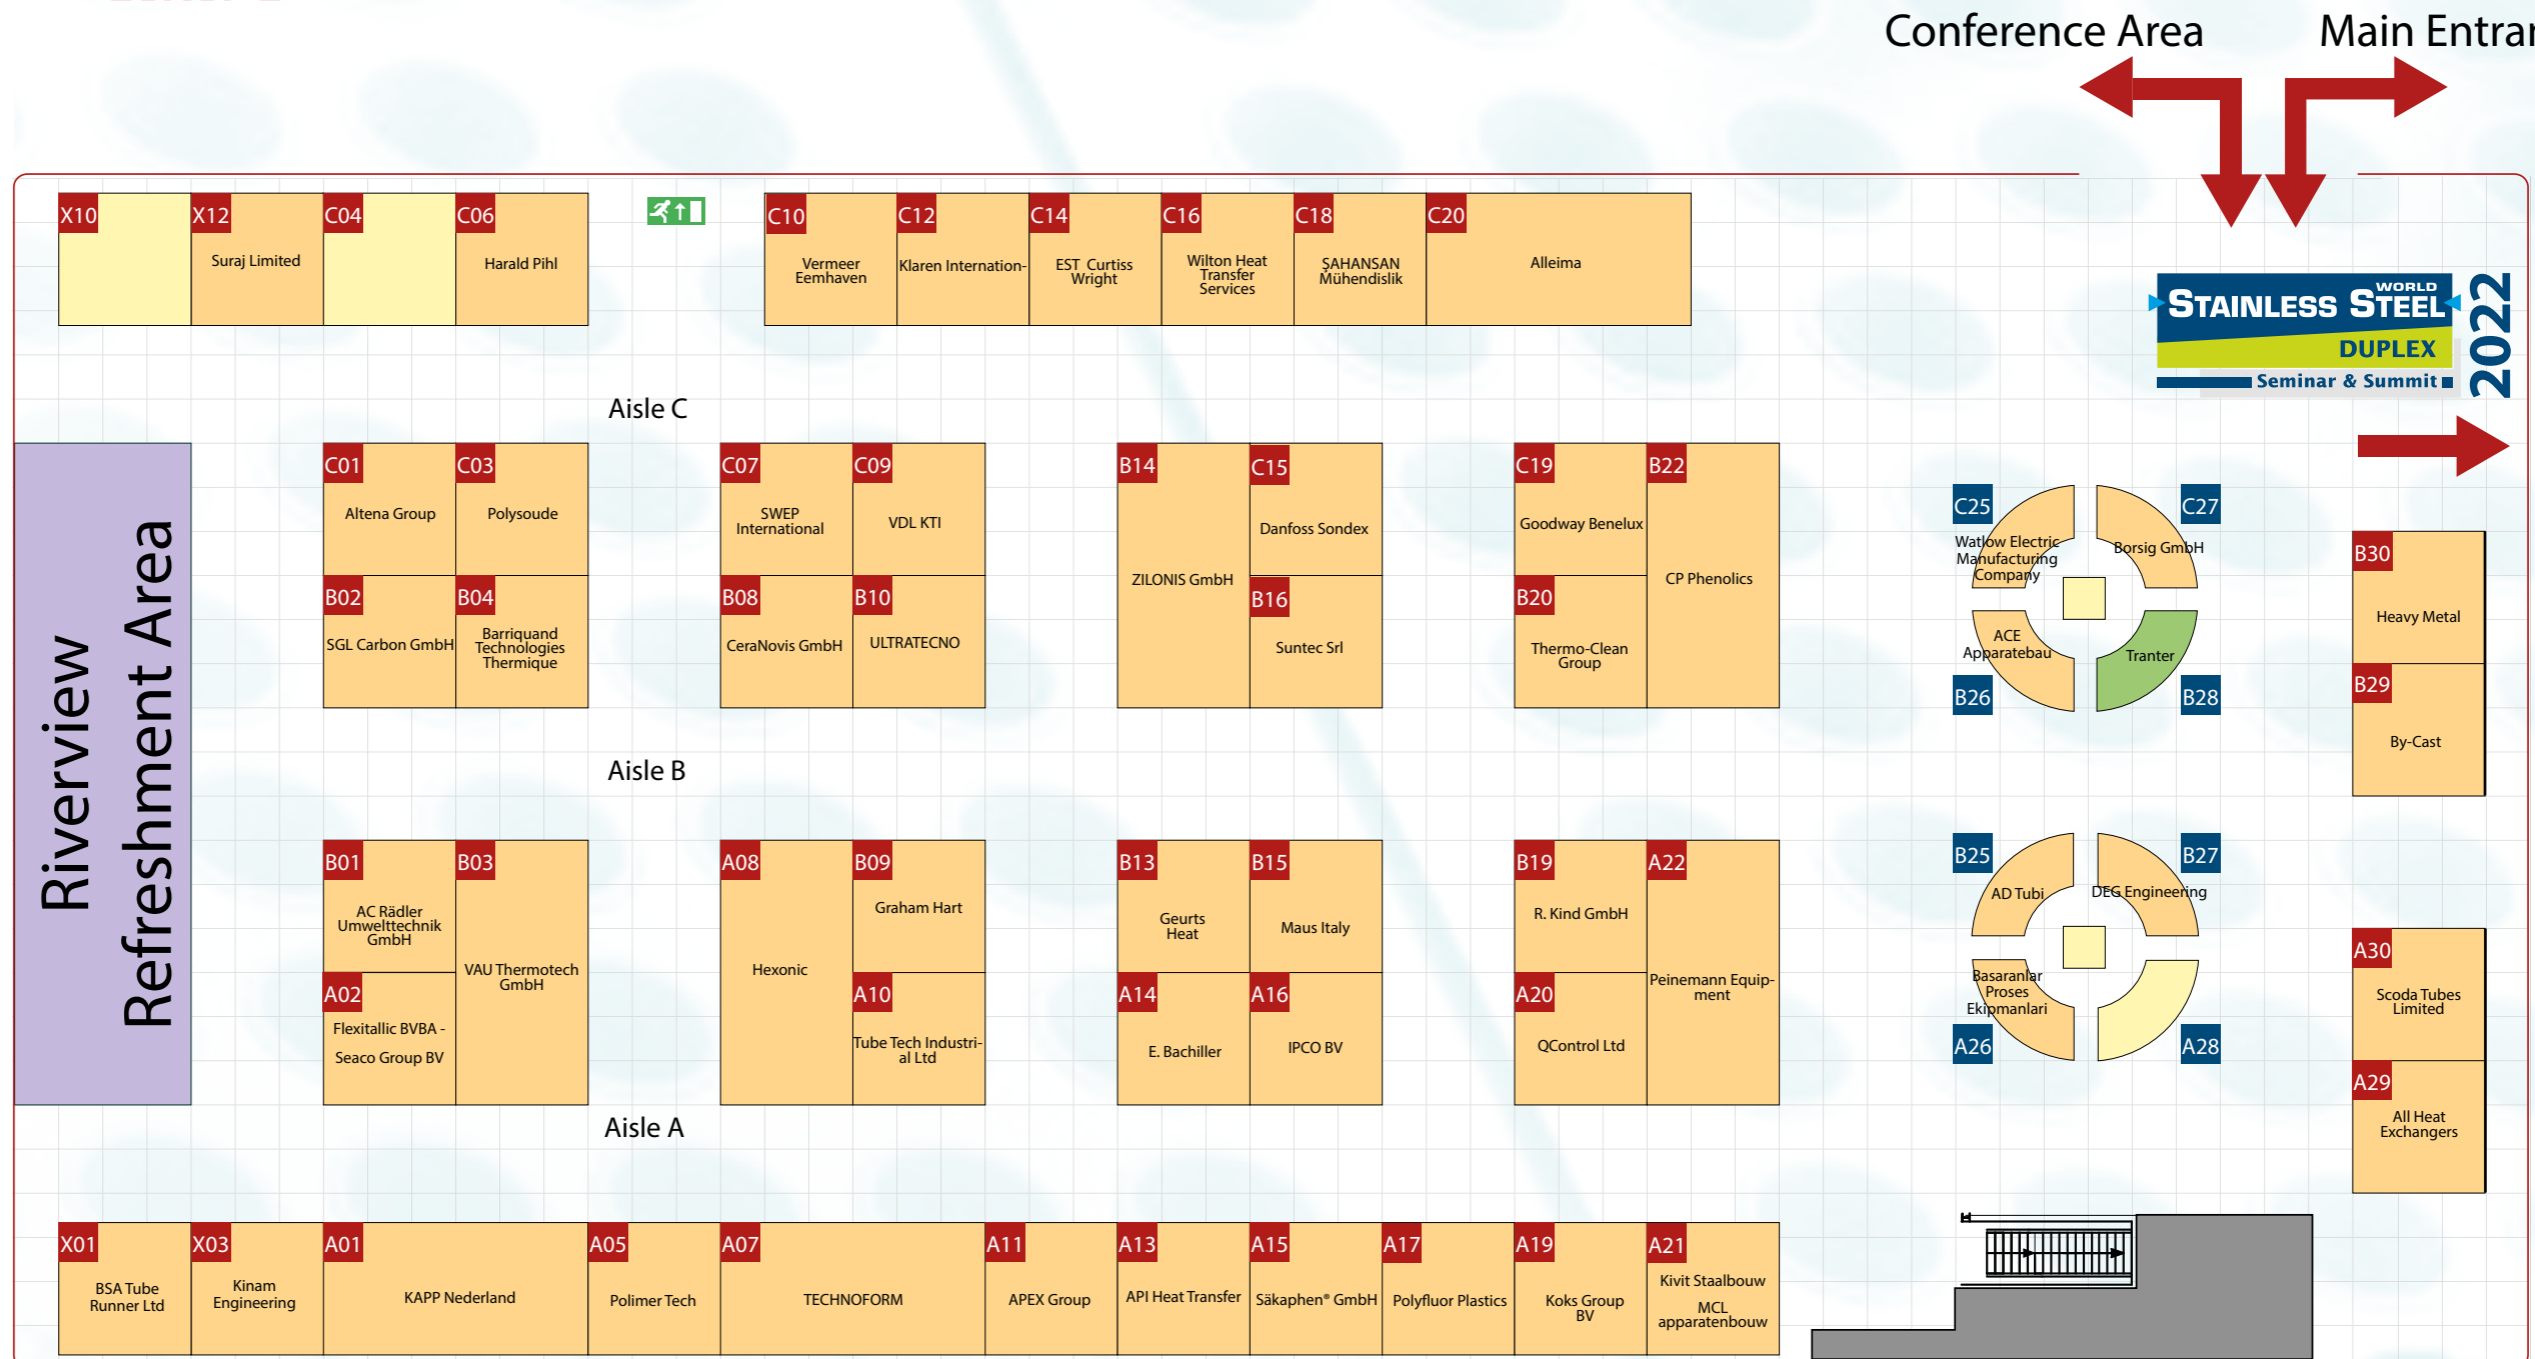 Conference Area
Main Entrar
X10
X12
Suraj Limited
C04
C06
Harald Pihl
C10
Vermeer
Eemhaven
C12
Klaren Internation-
C14
EST Curtiss
Wright
C16
Wilton Heat
Transfer
Services
C18
ŞAHANSAN
Mühendislik
C20
Alleima
WORLD
STAINLESS STEEL
DUPLEX
Seminar & Summit
2022
Aisle C
Riverview
Refreshment Area
C01
Altena Group
C03
Polysoude
B02
SGL Carbon GmbH
B04
Barriquand
Technologies
Thermique
C07
SWEP
International
C09
VDL KTI
B08
CeraNovis GmbH
B10
ULTRATECNO
B14
ZILONIS GmbH
C15
Danfoss Sondex
B16
Suntec Srl
C19
Goodway Benelux
B20
Thermo-Clean
Group
B22
CP Phenolics
C25
Watlow Electric
Manufacturing
Company
C27
Borsig GmbH
ACE
Apparatebau
B26
Tranter
B28
B30
Heavy Metal
B29
By-Cast
Aisle B
B01
AC Rädler
Umwelttechnik
GmbH
A02
Flexitallic BVBA -
Seaco Group BV
B03
VAU Thermotech
GmbH
A08
Hexonic
B09
Graham Hart
A10
Tube Tech Industri-
al Ltd
B13
Geurts
Heat
B15
Maus Italy
A14
E. Bachiller
A16
IPCO BV
B19
R. Kind GmbH
A20
QControl Ltd
A22
Peinemann Equip-
ment
B25
AD Tubi
B27
DEG Engineering
Basaranlar
Proses
Ekipmanlari
A26
A28
A30
Scoda Tubes
Limited
A29
All Heat
Exchangers
Aisle A
X01
BSA Tube
Runner Ltd
X03
Kinam
Engineering
A01
KAPP Nederland
A05
Polimer Tech
A07
TECHNOFORM
A11
APEX Group
A13
API Heat Transfer
A15
Säkaphen® GmbH
A17
Polyfluor Plastics
A19
Koks Group
BV
A21
Kivit Staalbouw
MCL
apparatenbouw